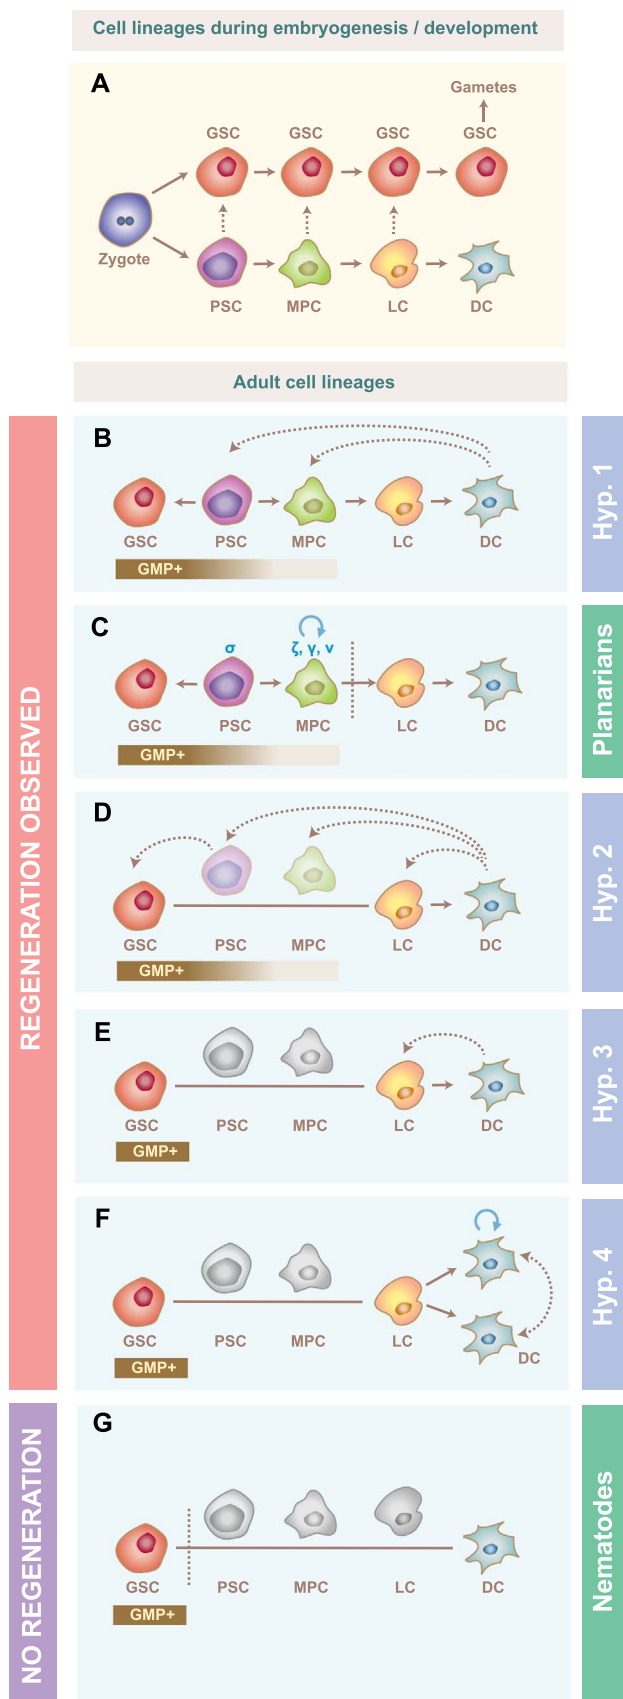 Cell lineages during embryogenesis / development
A
Gametes
GSC GSC GSC GSC
Zygote
PSC MPC LC DC
Adult cell lineages
REGENERATION OBSERVED
B
Hyp. 1
GSC PSC MPC LC DC
GMP+
C
Planarians
σ ζ, γ, ν
GSC PSC MPC LC DC
GMP+
D
Hyp. 2
GSC PSC MPC LC DC
GMP+
E
Hyp. 3
GSC PSC MPC LC DC
GMP+
F
Hyp. 4
GSC PSC MPC LC
DC
GMP+
NO REGENERATION
G
Nematodes
GSC PSC MPC LC DC
GMP+